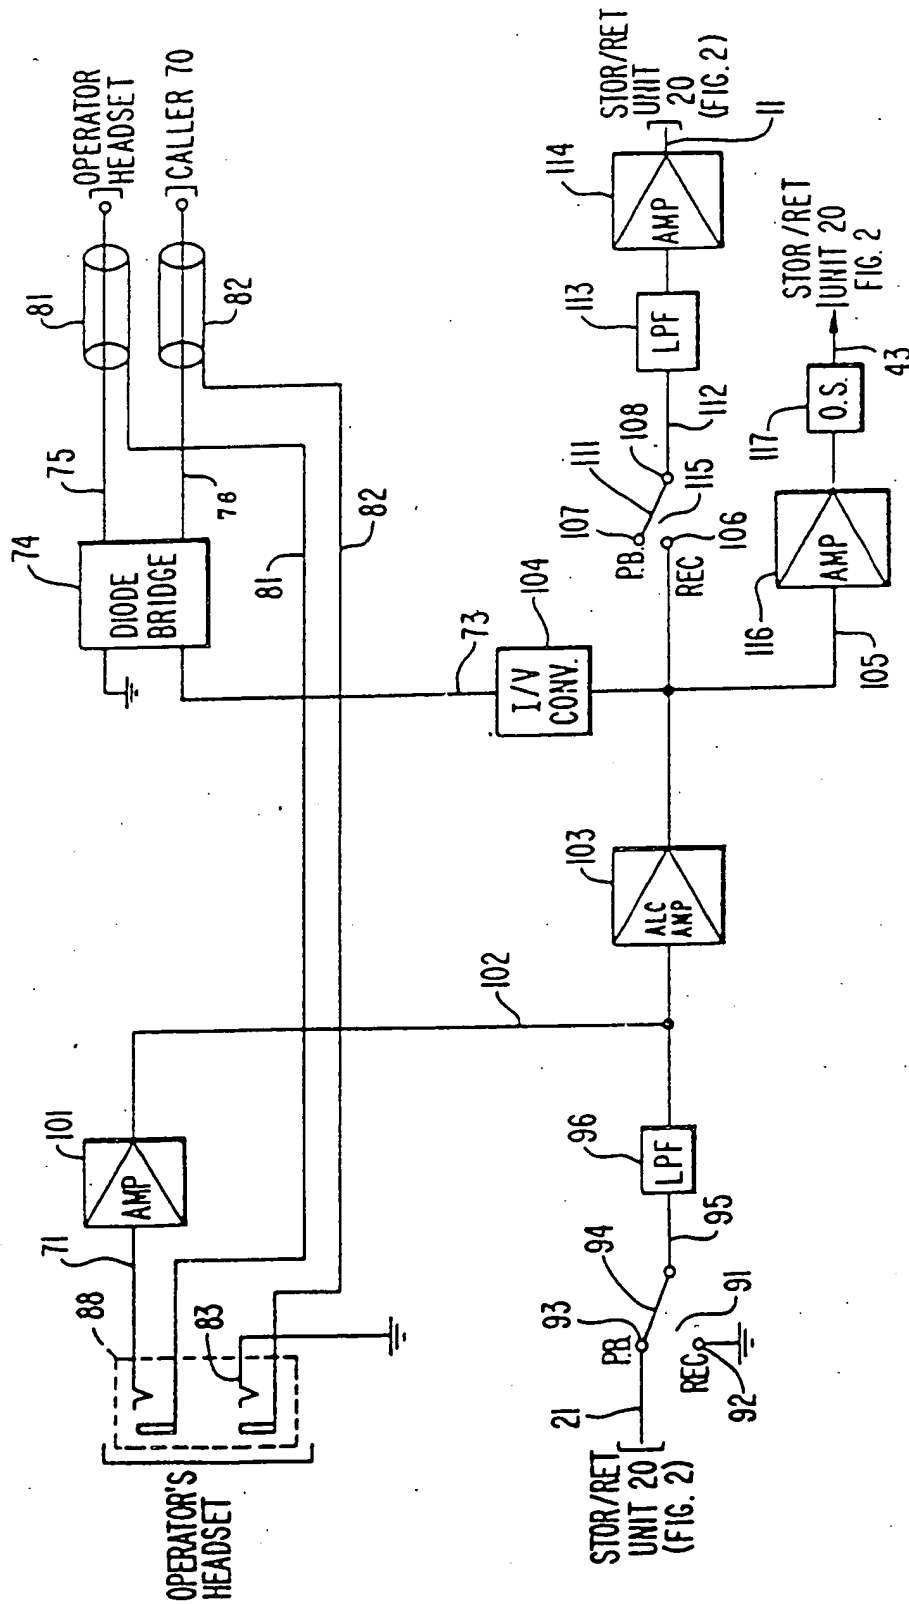 OPERATOR
HEADSET
CALLER 70
81
82
75
76
74
DIODE
BRIDGE
81
82
73
I/V
CONV.
104
101
AMP
71
88
83
OPERATOR'S
HEADSET
102
103
ALC
AMP
96
LPF
95
94
93
P.B.
91
REC
92
21
STOR/RET
UNIT 20
(FIG. 2)
107
P.B.
111
108
115
106
REC
112
113
LPF
114
AMP
11
STOR/RET
UNIT
20
(FIG. 2)
105
116
AMP
117
O.S.
43
STOR/RET
UNIT 20
FIG. 2